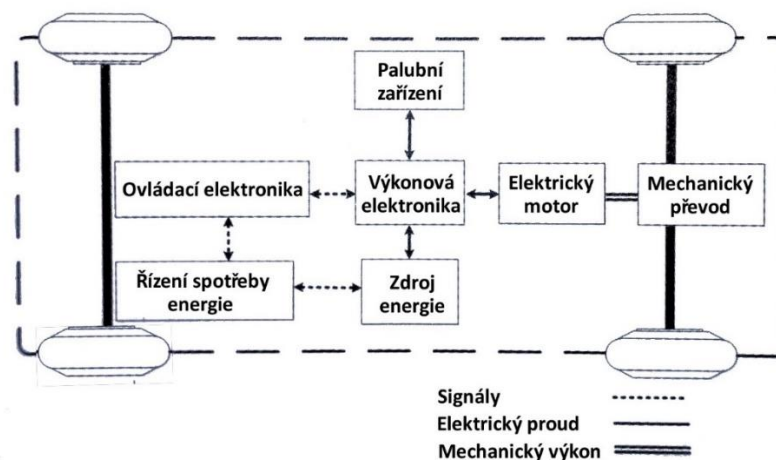 Palubní
zařízení
Ovládací elektronika
Výkonová
elektronika
Elektrický
motor
Mechanický
převod
Řízení spotřeby
energie
Zdroj
energie
Signály
Elektrický proud
Mechanický výkon